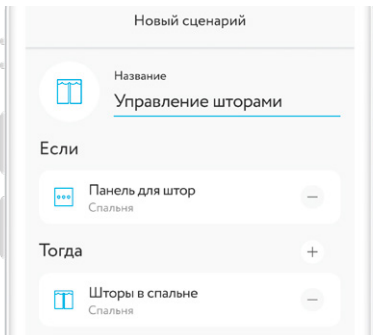 Новый сценарий
Название
Управление шторами
Если
Панель для штор
Спальня
Тогда
Шторы в спальне
Спальня